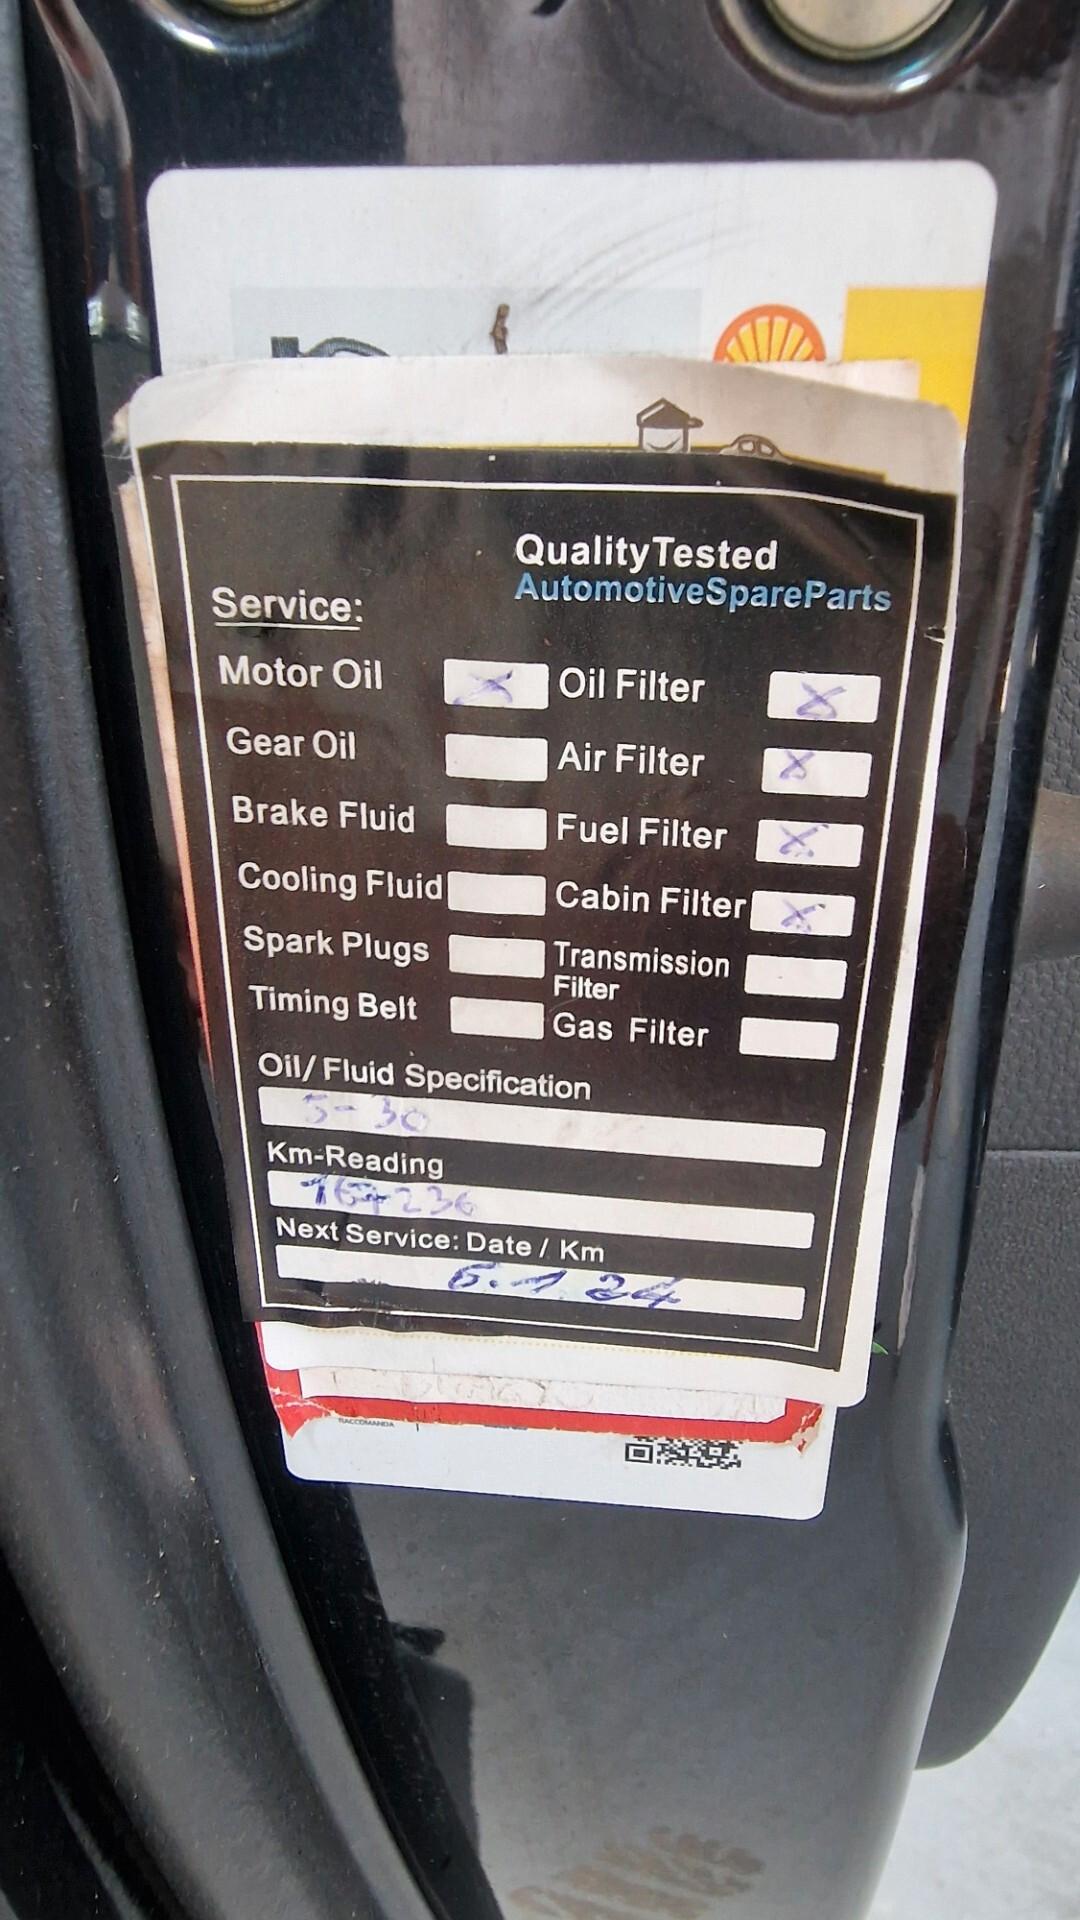 QualityTested
AutomotiveSpareParts
Service:
Motor Oil X Oil Filter X
Gear Oil Air Filter X
Brake Fluid Fuel Filter X
Cooling Fluid Cabin Filter X
Spark Plugs Transmission Filter
Timing Belt Gas Filter
Oil/ Fluid Specification
5-30
Km-Reading
167236
Next Service: Date / Km
6.1.24
RACCOMANDA